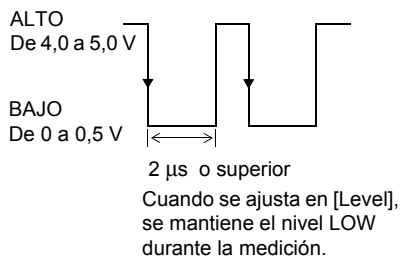 ALTO
De 4,0 a 5,0 V
BAJO
De 0 a 0,5 V
2 μs o superior
Cuando se ajusta en [Level],
se mantiene el nivel LOW
durante la medición.